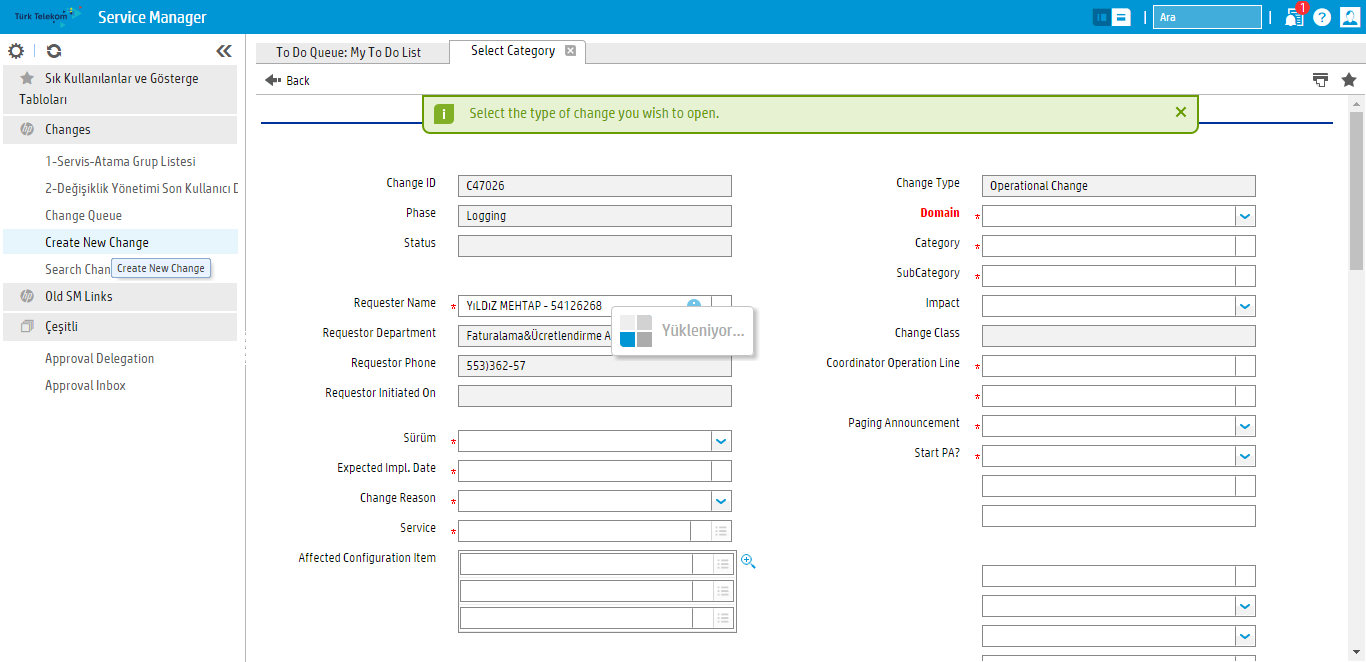 Türk Telekom
Service Manager
Ara
1
?
Sık Kullanılanlar ve Gösterge
Tabloları
Changes
1-Servis-Atama Grup Listesi
2-Değişiklik Yönetimi Son Kullanıcı D
Change Queue
Create New Change
Search Chan
Create New Change
Old SM Links
Çeşitli
Approval Delegation
Approval Inbox
To Do Queue: My To Do List
Select Category
Back
i
Select the type of change you wish to open.
Change ID
C47026
Phase
Logging
Status
Requester Name
* YıLDıZ MEHTAP - 54126268
Requestor Department
Faturalama&Ücretlendirme A
Requestor Phone
553)362-57
Requestor Initiated On
Yükleniyor...
Sürüm *
Expected Impl. Date *
Change Reason *
Service *
Affected Configuration Item
Change Type
Operational Change
Domain *
Category *
SubCategory *
Impact
Change Class
Coordinator Operation Line *
*
Paging Announcement *
Start PA? *